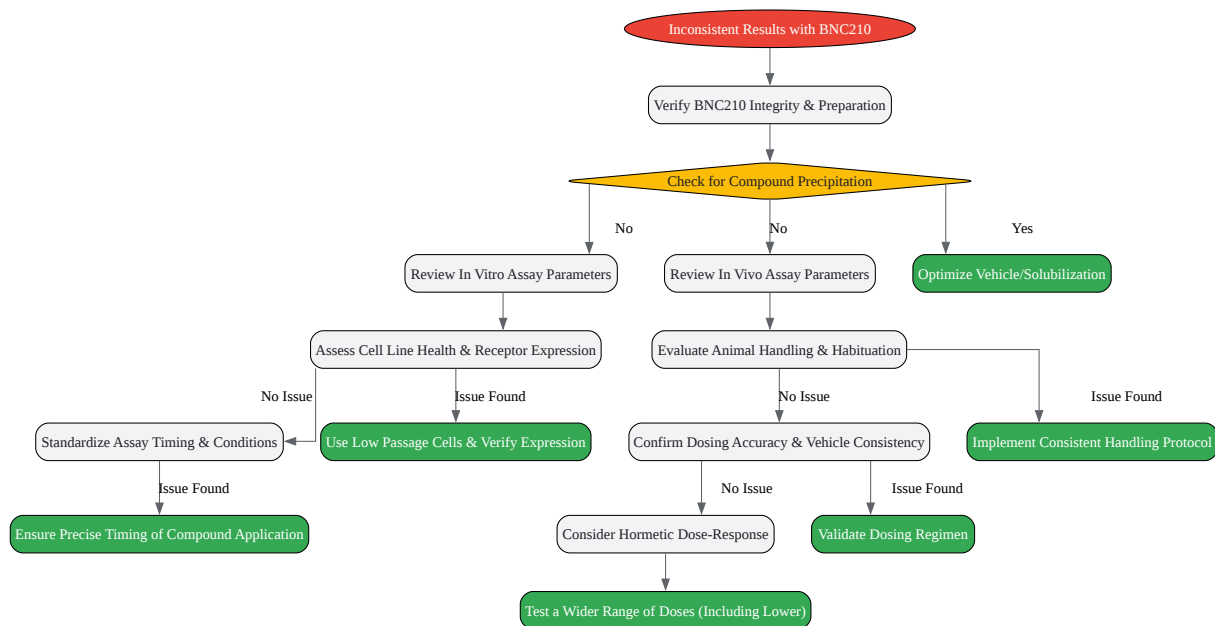 Inconsistent Results with BNC210
Verify BNC210 Integrity & Preparation
Check for Compound Precipitation
No
No
Yes
Review In Vitro Assay Parameters
Review In Vivo Assay Parameters
Optimize Vehicle/Solubilization
Assess Cell Line Health & Receptor Expression
Evaluate Animal Handling & Habituation
No Issue
Issue Found
No Issue
Issue Found
Standardize Assay Timing & Conditions
Use Low Passage Cells & Verify Expression
Confirm Dosing Accuracy & Vehicle Consistency
Implement Consistent Handling Protocol
Issue Found
No Issue
Issue Found
Ensure Precise Timing of Compound Application
Consider Hormetic Dose-Response
Validate Dosing Regimen
Test a Wider Range of Doses (Including Lower)